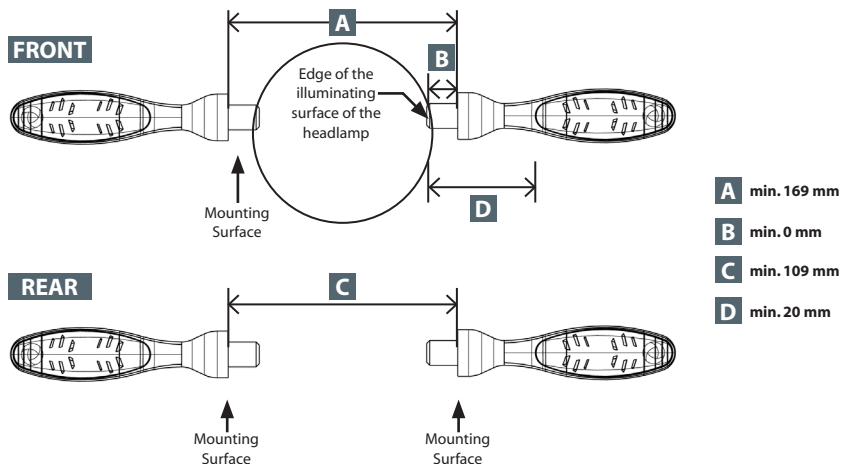 A
FRONT
B
Edge of the
illuminating
surface of the
headlamp
D
Mounting
Surface
A min. 169 mm
B min. 0 mm
C min. 109 mm
D min. 20 mm
REAR
C
Mounting
Surface
Mounting
Surface